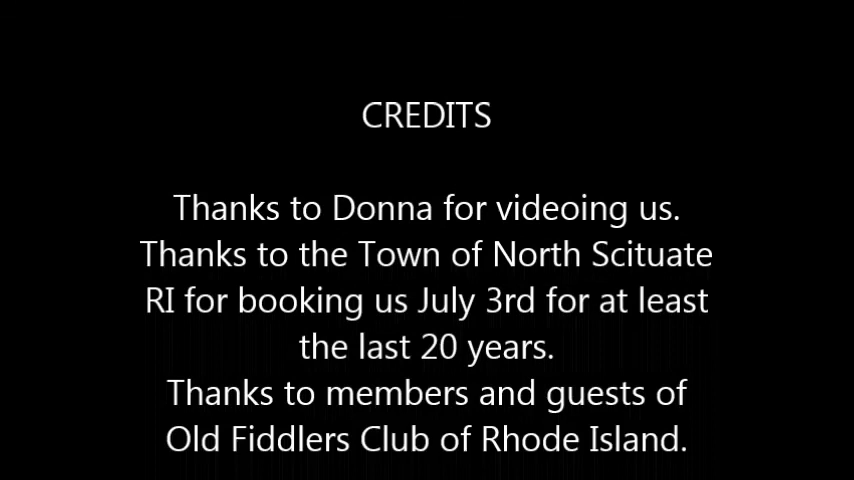 CREDITS
Thanks to Donna for videoing us.
Thanks to the Town of North Scituate
RI for booking us July 3rd for at least
the last 20 years.
Thanks to members and guests of
Old Fiddlers Club of Rhode Island.